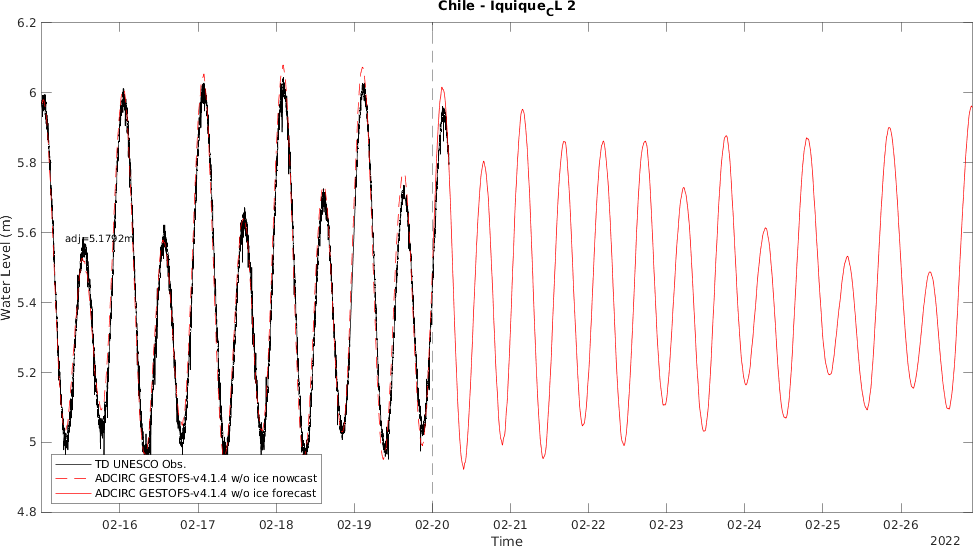 Chile - Iquique_CL 2
6.2
6
5.8
5.6
5.4
5.2
5
4.8
Water Level (m)
adj=5.1792m
TD UNESCO Obs.
ADCIRC GESTOFS-v4.1.4 w/o ice nowcast
ADCIRC GESTOFS-v4.1.4 w/o ice forecast
02-16 02-17 02-18 02-19 02-20 02-21 02-22 02-23 02-24 02-25 02-26
Time
2022